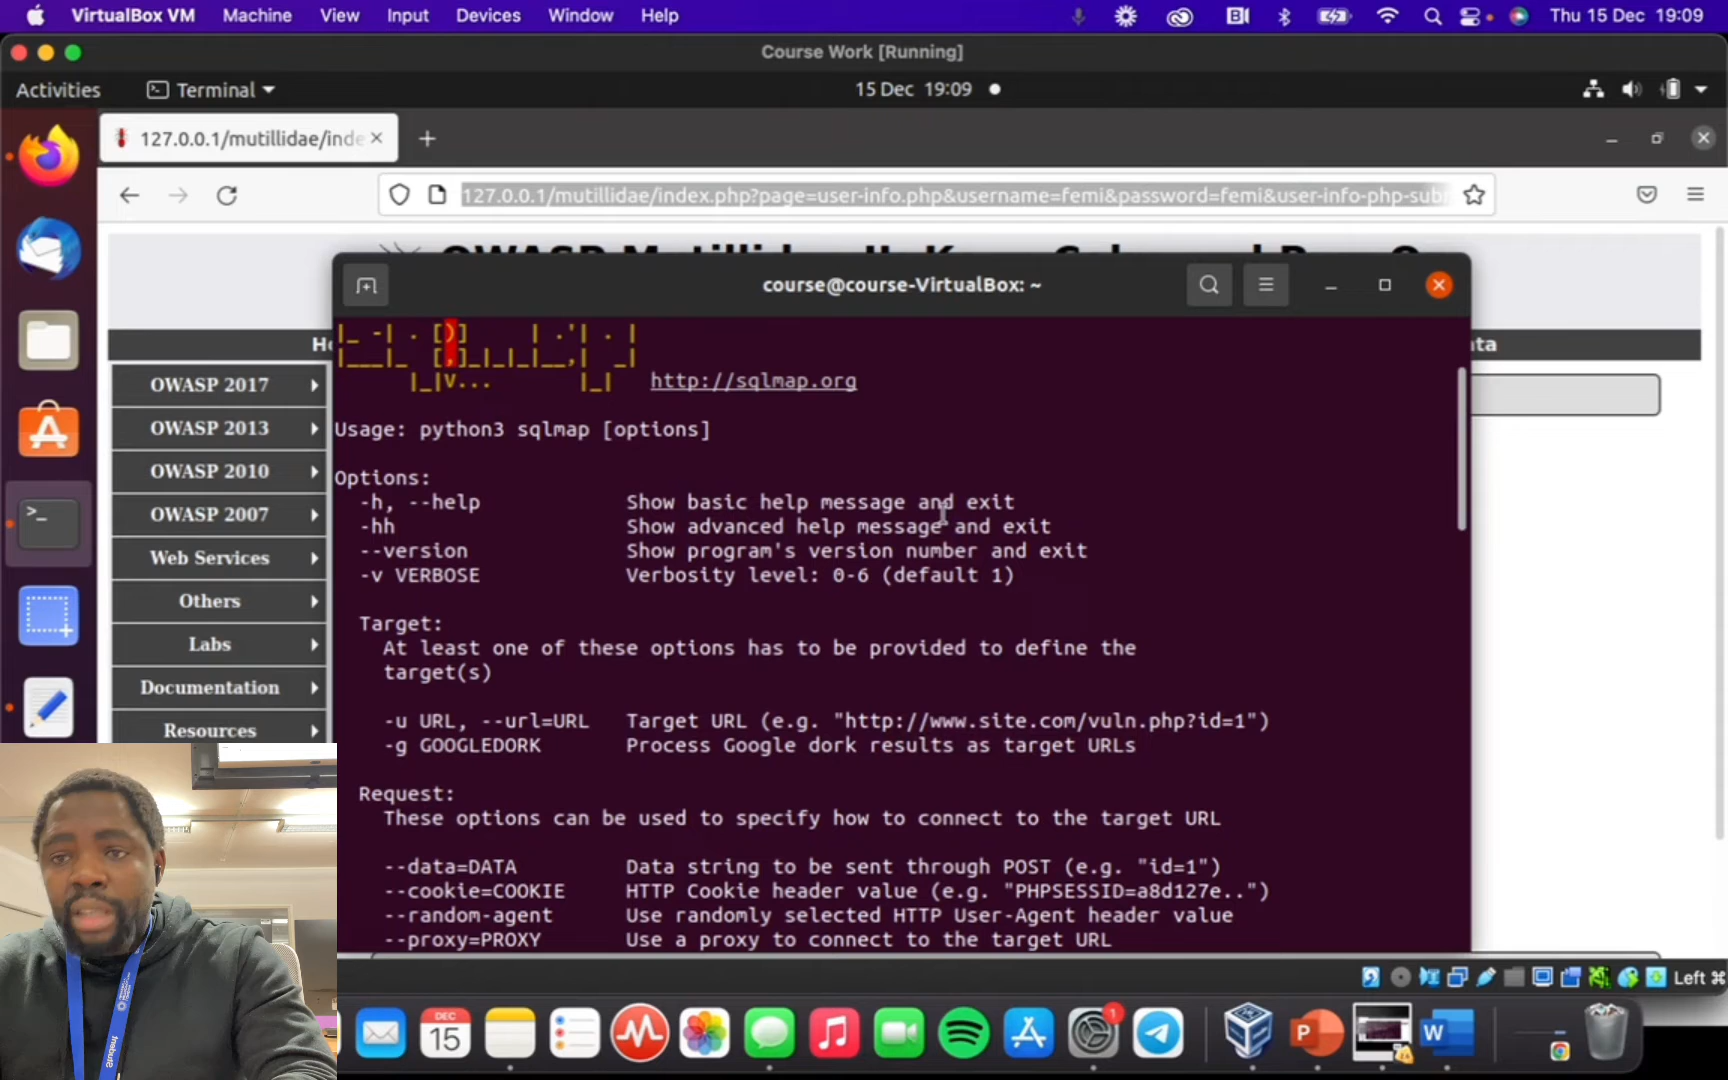 VirtualBox VM Machine View Input Devices Window Help Thu 15 Dec 19:09
Course Work [Running]
Activities Terminal 15 Dec 19:09
127.0.0.1/mutillidae/inde
127.0.0.1/mutillidae/index.php?page=user-info.php&username=femi&password=femi&user-info-php-sub
course@course-VirtualBox: ~
http://sqlmap.org
Usage: python3 sqlmap [options]
Options:
-h, --help Show basic help message and exit
-hh Show advanced help message and exit
--version Show program's version number and exit
-v VERBOSE Verbosity level: 0-6 (default 1)
Target:
At least one of these options has to be provided to define the
target(s)
-u URL, --url=URL Target URL (e.g. "http://www.site.com/vuln.php?id=1")
-g GOOGLEDORK Process Google dork results as target URLs
Request:
These options can be used to specify how to connect to the target URL
--data=DATA Data string to be sent through POST (e.g. "id=1")
--cookie=COOKIE HTTP Cookie header value (e.g. "PHPSESSID=a8d127e..")
--random-agent Use randomly selected HTTP User-Agent header value
--proxy=PROXY Use a proxy to connect to the target URL
OWASP 2017
OWASP 2013
OWASP 2010
OWASP 2007
Web Services
Others
Labs
Documentation
Resources
Left ⌘
DEC
15
1
P
W